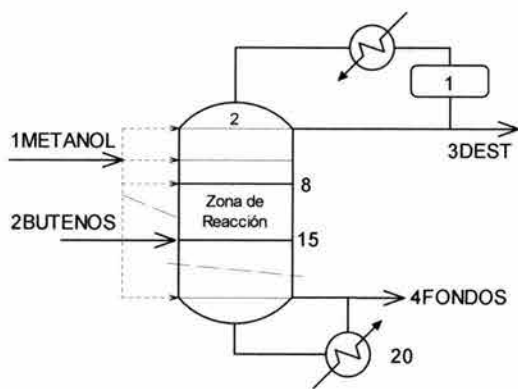 1
2
1METANOL
3DEST
8
Zona de
Reacción
2BUTENOS
15
4FONDOS
20